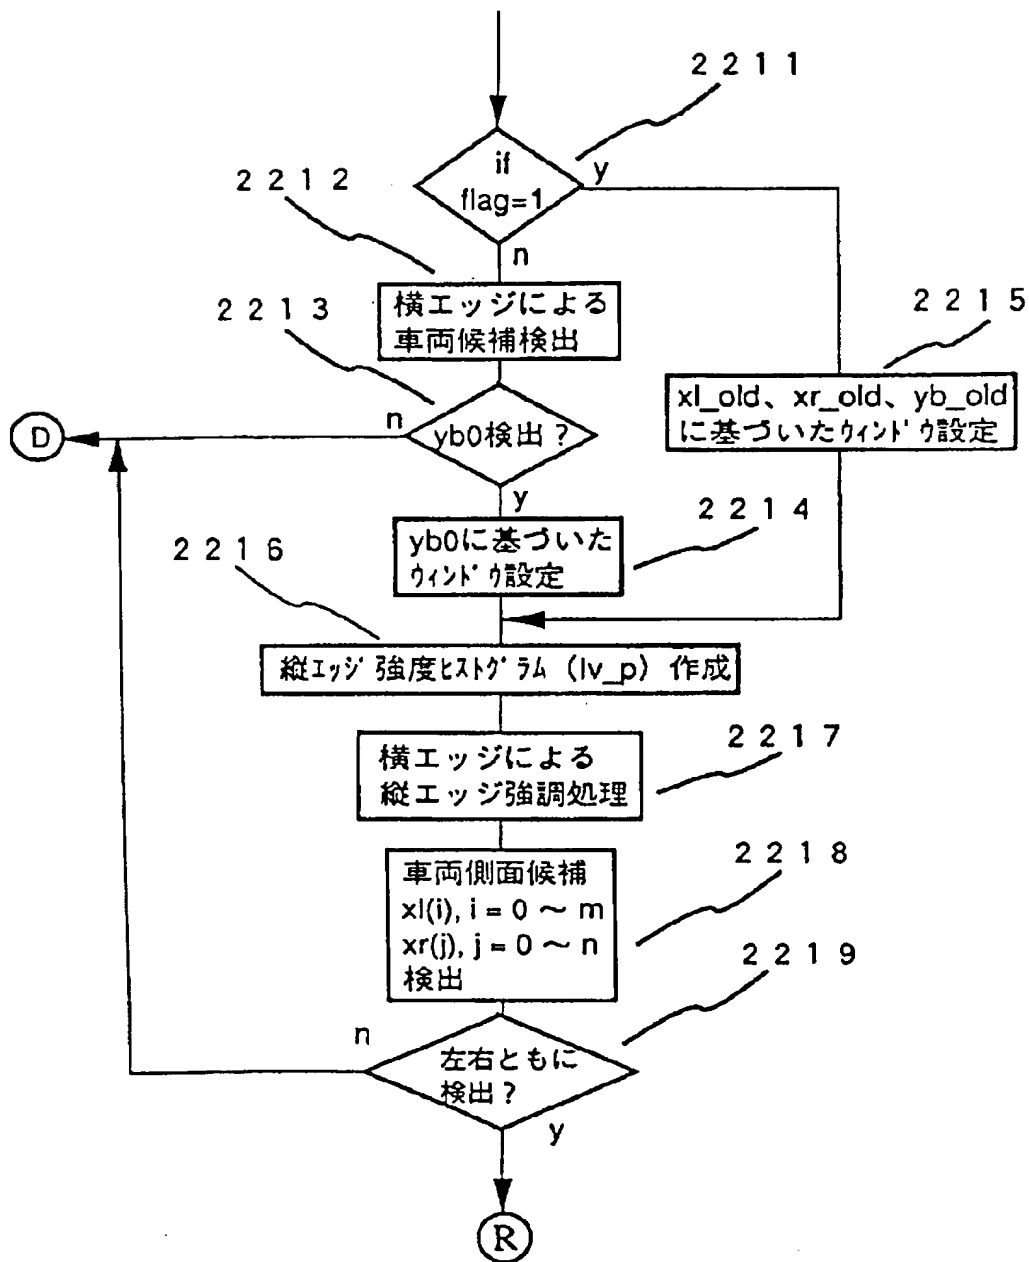 2211
if
flag=1
y
n
2212
横エッジによる
車両候補検出
2213
2215
xl_old、xr_old、yb_old
に基づいたウィンドウ設定
D
n
yb0検出？
y
2214
yb0に基づいた
ウィンドウ設定
2216
縦エッジ強度ヒストグラム（lv_p）作成
2217
横エッジによる
縦エッジ強調処理
2218
車両側面候補
xl(i), i = 0 ～ m
xr(j), j = 0 ～ n
検出
2219
n
左右ともに
検出？
y
R